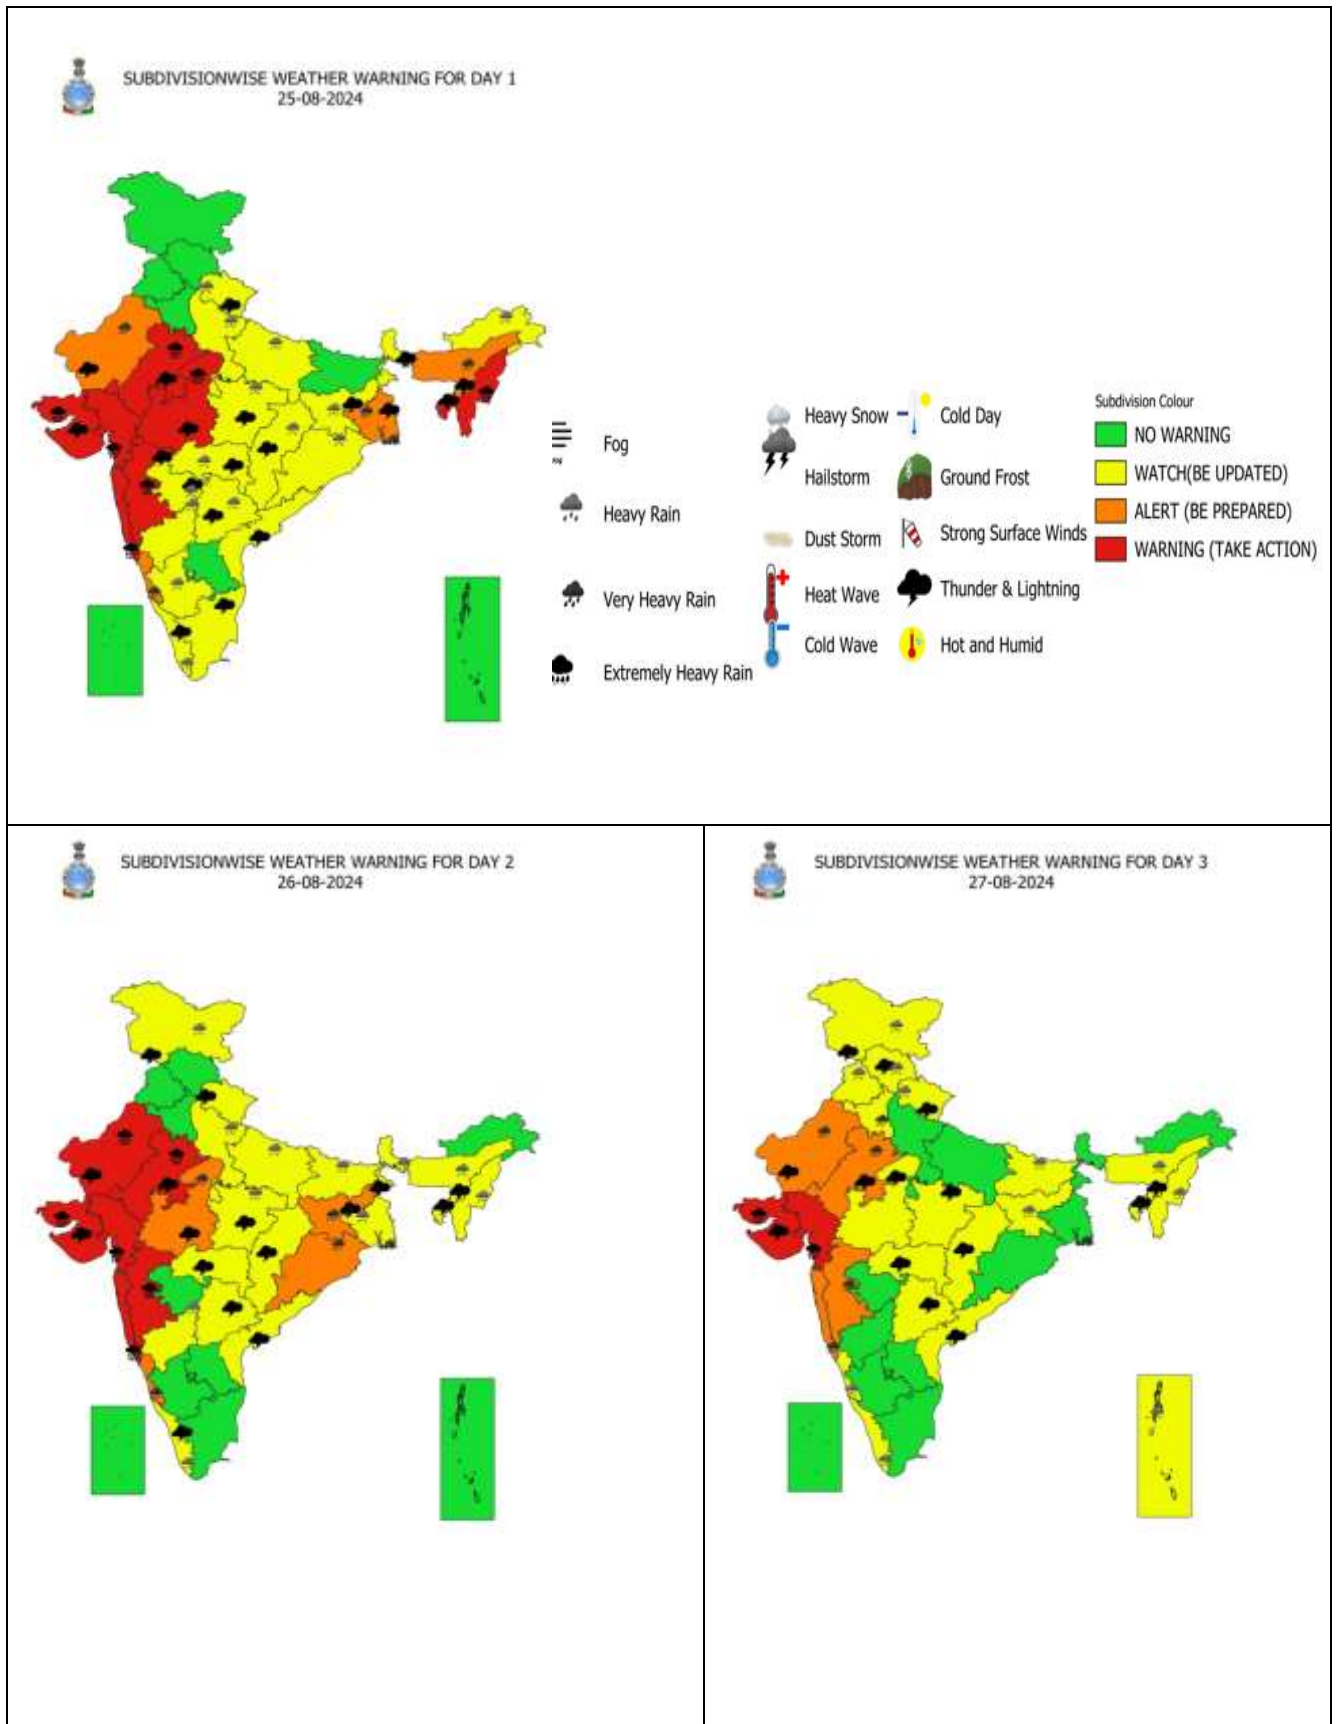 SUBDIVISIONWISE WEATHER WARNING FOR DAY 1
25-08-2024
Fog
Heavy Rain
Very Heavy Rain
Extremely Heavy Rain
Heavy Snow
Hailstorm
Dust Storm
Heat Wave
Cold Wave
Cold Day
Ground Frost
Strong Surface Winds
Thunder & Lightning
Hot and Humid
Subdivision Colour
NO WARNING
WATCH(BE UPDATED)
ALERT (BE PREPARED)
WARNING (TAKE ACTION)
SUBDIVISIONWISE WEATHER WARNING FOR DAY 2
26-08-2024
SUBDIVISIONWISE WEATHER WARNING FOR DAY 3
27-08-2024